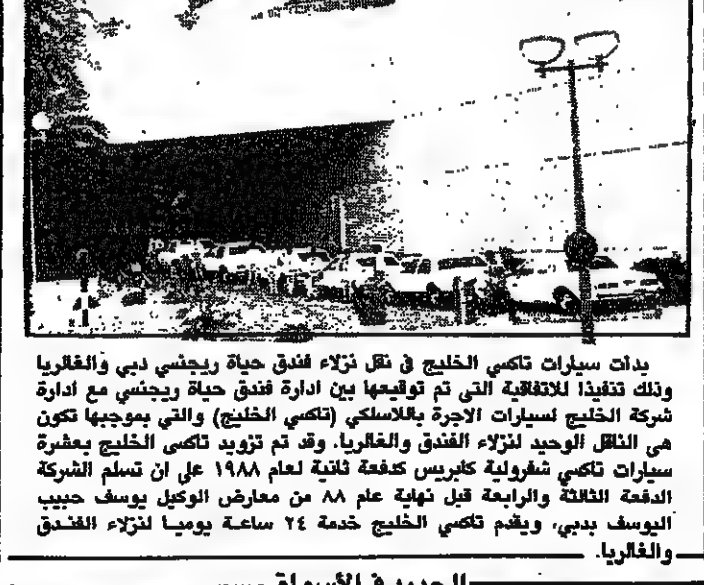 بدأت سيارات تاكسي الخليج في نقل نزلاء فندق حياة ريجنسي دبي والغاليريا
وذلك تنفيذا للاتفاقية التي تم توقيعها بين ادارة فندق حياة ريجنسي مع ادارة
شركة الخليج لسيارات الاجرة باللاسلكي (تاكسي الخليج) والتي بموجبها تكون
هي الناقل الوحيد لنزلاء الفندق والغاليريا. وقد تم تزويد تاكسي الخليج بعشرة
سيارات تاكسي شفرولية كابريس كدفعة ثانية لعام ١٩٨٨ على ان تسلم الشركة
الدفعة الثالثة والرابعة قبل نهاية عام ٨٨ من معارض الوكيل يوسف حبيب
اليوسف بدبي، ويقدم تاكسي الخليج خدمة ٢٤ ساعة يوميا لنزلاء الفندق
والغاليريا.